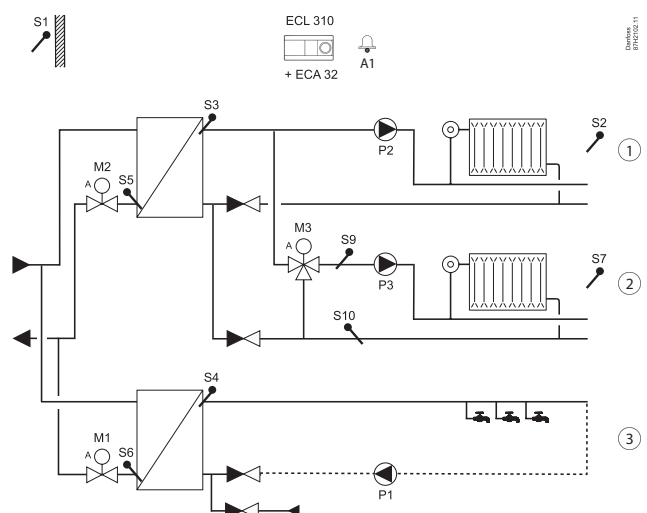 S1
ECL 310
+ ECA 32
A1
Danfoss
87H2102.11
S3
P2
S2
1
M2
A
S5
M3
A
S9
P3
S7
2
S10
S4
3
M1
A
S6
P1